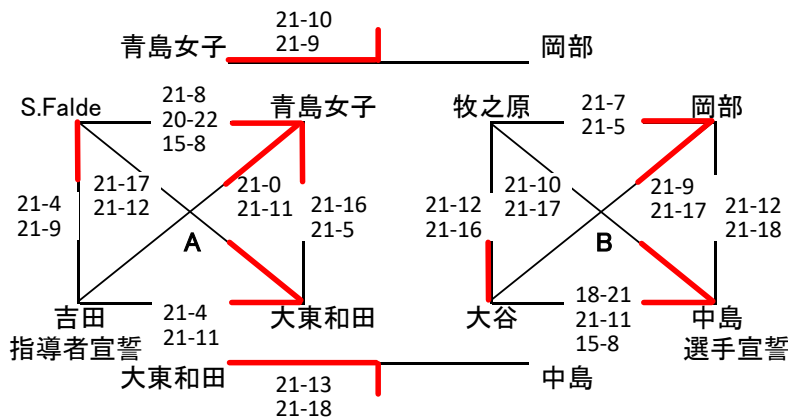 21-10
21-9
青島女子
岡部
S.Falde
21-8
20-22
15-8
青島女子
牧之原
21-7
21-5
岡部
21-4
21-9
21-17
21-12
21-0
21-11
21-16
21-5
A
21-12
21-16
21-10
21-17
21-9
21-17
21-12
21-18
B
吉田
指導者宣誓
21-4
21-11
大東和田
大谷
18-21
21-11
15-8
中島
選手宣誓
大東和田
21-13
21-18
中島